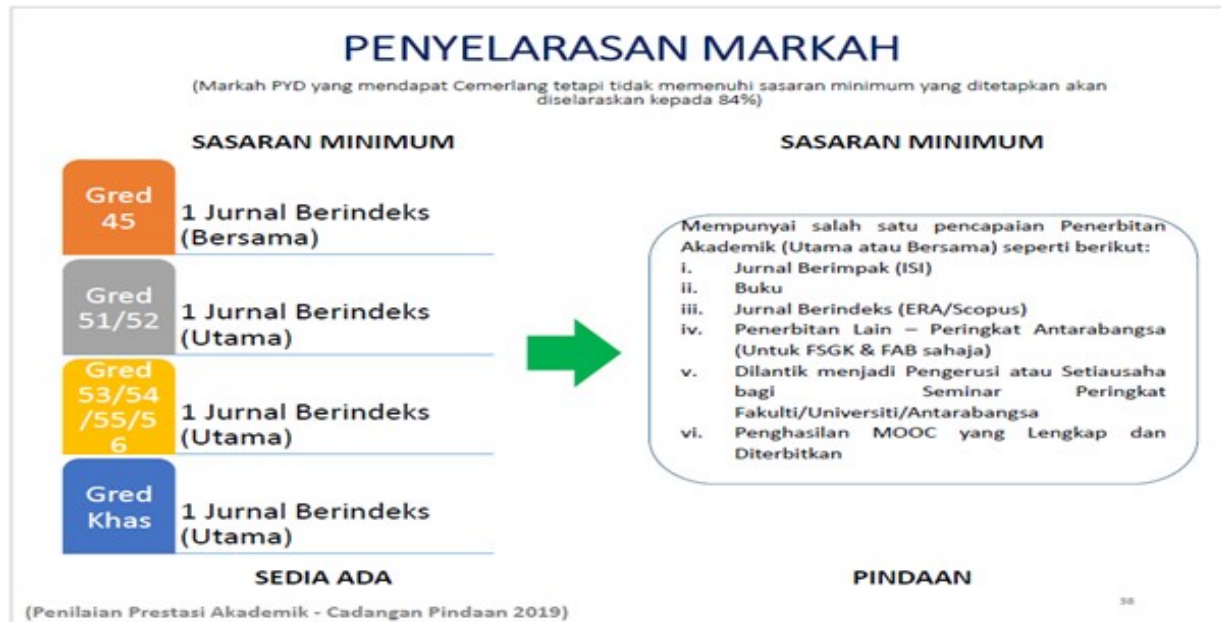 PENYELARASAN MARKAH
(Markah PYD yang mendapat Cemerlang tetapi tidak memenuhi sasaran minimum yang ditetapkan akan
diselaraskan kepada 84%)
SASARAN MINIMUM
Gred
45
1 Jurnal Berindeks
(Bersama)
Gred
51/52
1 Jurnal Berindeks
(Utama)
Gred
53/54
/55/5
6
1 Jurnal Berindeks
(Utama)
Gred
Khas
1 Jurnal Berindeks
(Utama)
SEDIA ADA
SASARAN MINIMUM
Mempunyai salah satu pencapaian Penerbitan
Akademik (Utama atau Bersama) seperti berikut:
i. Jurnal Berimpak (ISI)
ii. Buku
iii. Jurnal Berindeks (ERA/Scopus)
iv. Penerbitan Lain – Peringkat Antarabangsa
(Untuk FSGK & FAB sahaja)
v. Dilantik menjadi Pengerusi atau Setiausaha
bagi Seminar Peringkat
Fakulti/Universiti/Antarabangsa
vi. Penghasilan MOOC yang Lengkap dan
Diterbitkan
PINDAAN
(Penilaian Prestasi Akademik - Cadangan Pindaan 2019)